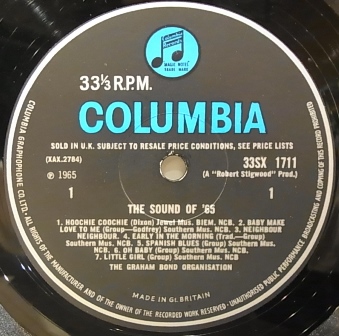 Columbia
Records
MAGIC NOTES
TRADE MARK
33⅓ R.P.M.
COLUMBIA
SOLD IN U.K. SUBJECT TO RESALE PRICE CONDITIONS, SEE PRICE LISTS
(XAX.2784)
33SX 1711
℗ 1965
(A "Robert Stigwood" Prod.)
1
1
THE SOUND OF '65
1. HOOCHIE COOCHIE (Dixon) Jewel Mus. BIEM. NCB. 2. BABY MAKE
LOVE TO ME (Group—Godfrey) Southern Mus. NCB. 3. NEIGHBOUR
NEIGHBOUR. 4. EARLY IN THE MORNING (Trad.—Group)
Southern Mus. NCB. 5. SPANISH BLUES (Group) Southern Mus.
NCB. 6. OH BABY (Group) Southern Mus. NCB.
7. LITTLE GIRL (Group) Southern Mus. NCB.
THE GRAHAM BOND ORGANISATION
MADE IN GT. BRITAIN
COLUMBIA GRAPHOPHONE CO. LTD. ALL RIGHTS OF THE MANUFACTURER AND OF THE OWNER OF THE RECORDED WORK RESERVED UNAUTHORISED PUBLIC PERFORMANCE BROADCASTING AND COPYING OF THIS RECORD PROHIBITED